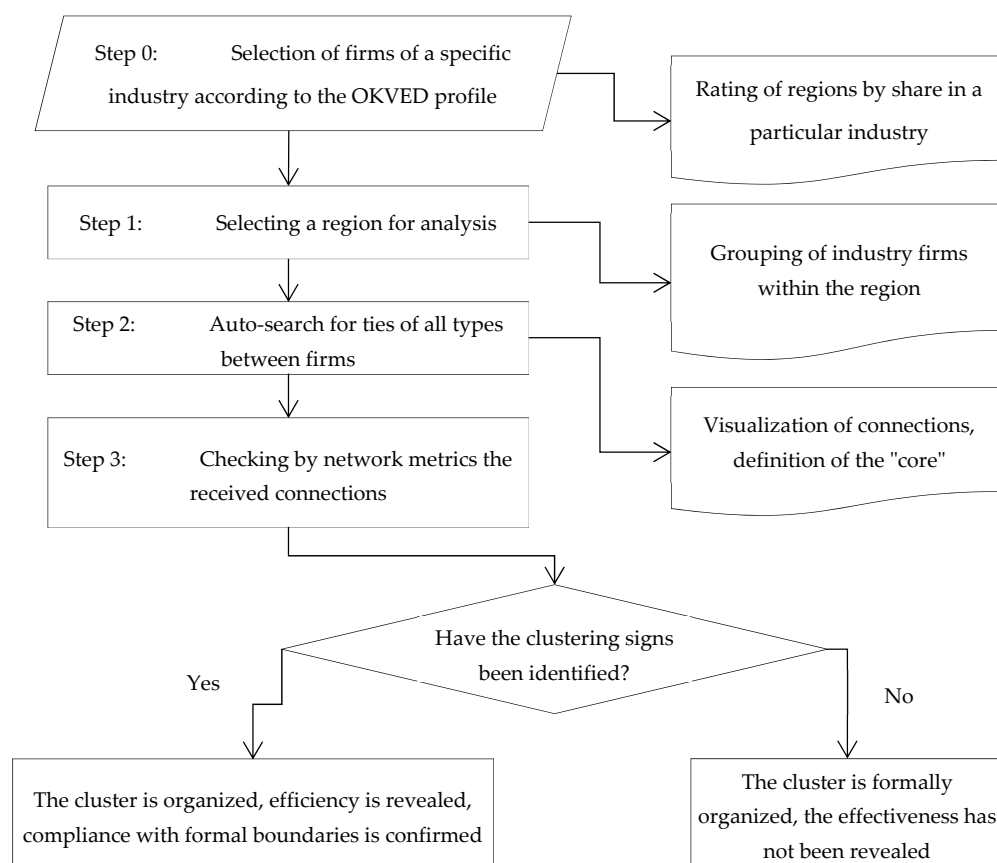 Step 0: Selection of firms of a specific
industry according to the OKVED profile
Rating of regions by share in a
particular industry
Step 1: Selecting a region for analysis
Grouping of industry firms
within the region
Step 2: Auto-search for ties of all types
between firms
Visualization of connections,
definition of the "core"
Step 3: Checking by network metrics the
received connections
Have the clustering signs
been identified?
Yes
No
The cluster is organized, efficiency is revealed,
compliance with formal boundaries is confirmed
The cluster is formally
organized, the effectiveness has
not been revealed